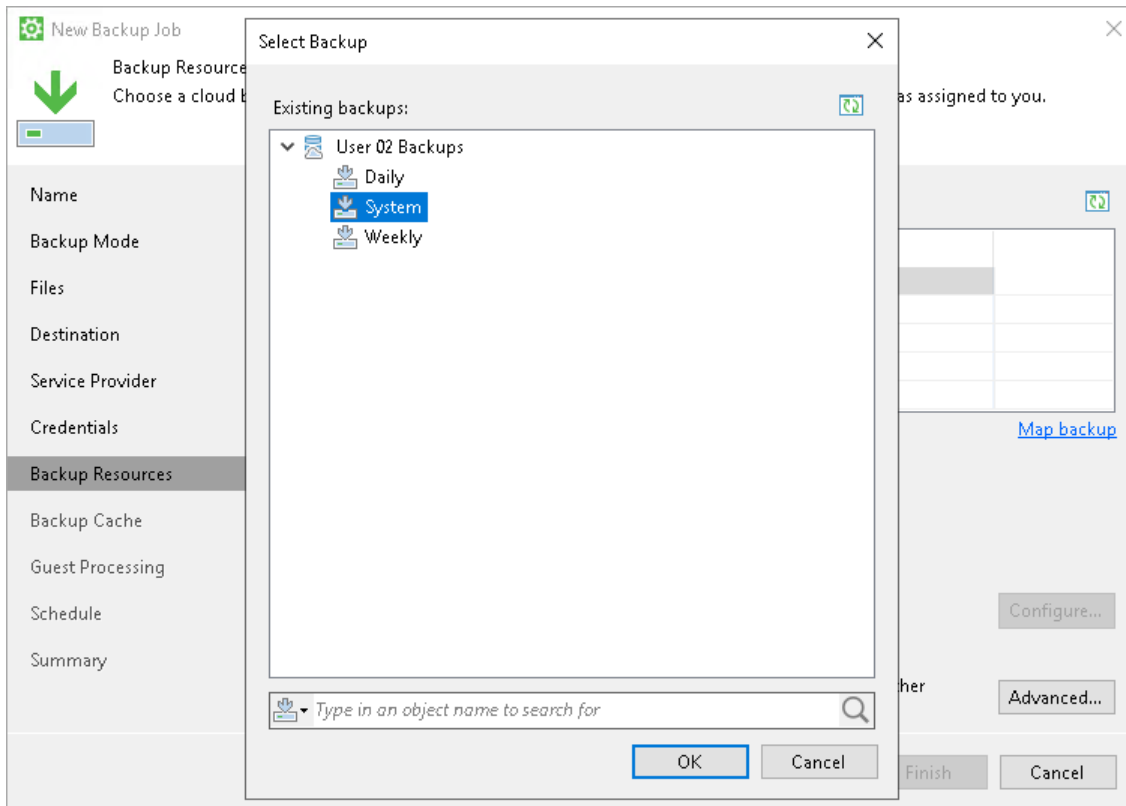 New Backup Job
Backup Resource
Choose a cloud b
as assigned to you.
Name
Backup Mode
Files
Destination
Service Provider
Credentials
Backup Resources
Backup Cache
Guest Processing
Schedule
Summary
Select Backup
Existing backups:
User 02 Backups
Daily
System
Weekly
Type in an object name to search for
OK
Cancel
Map backup
Configure...
her
Advanced...
Finish
Cancel